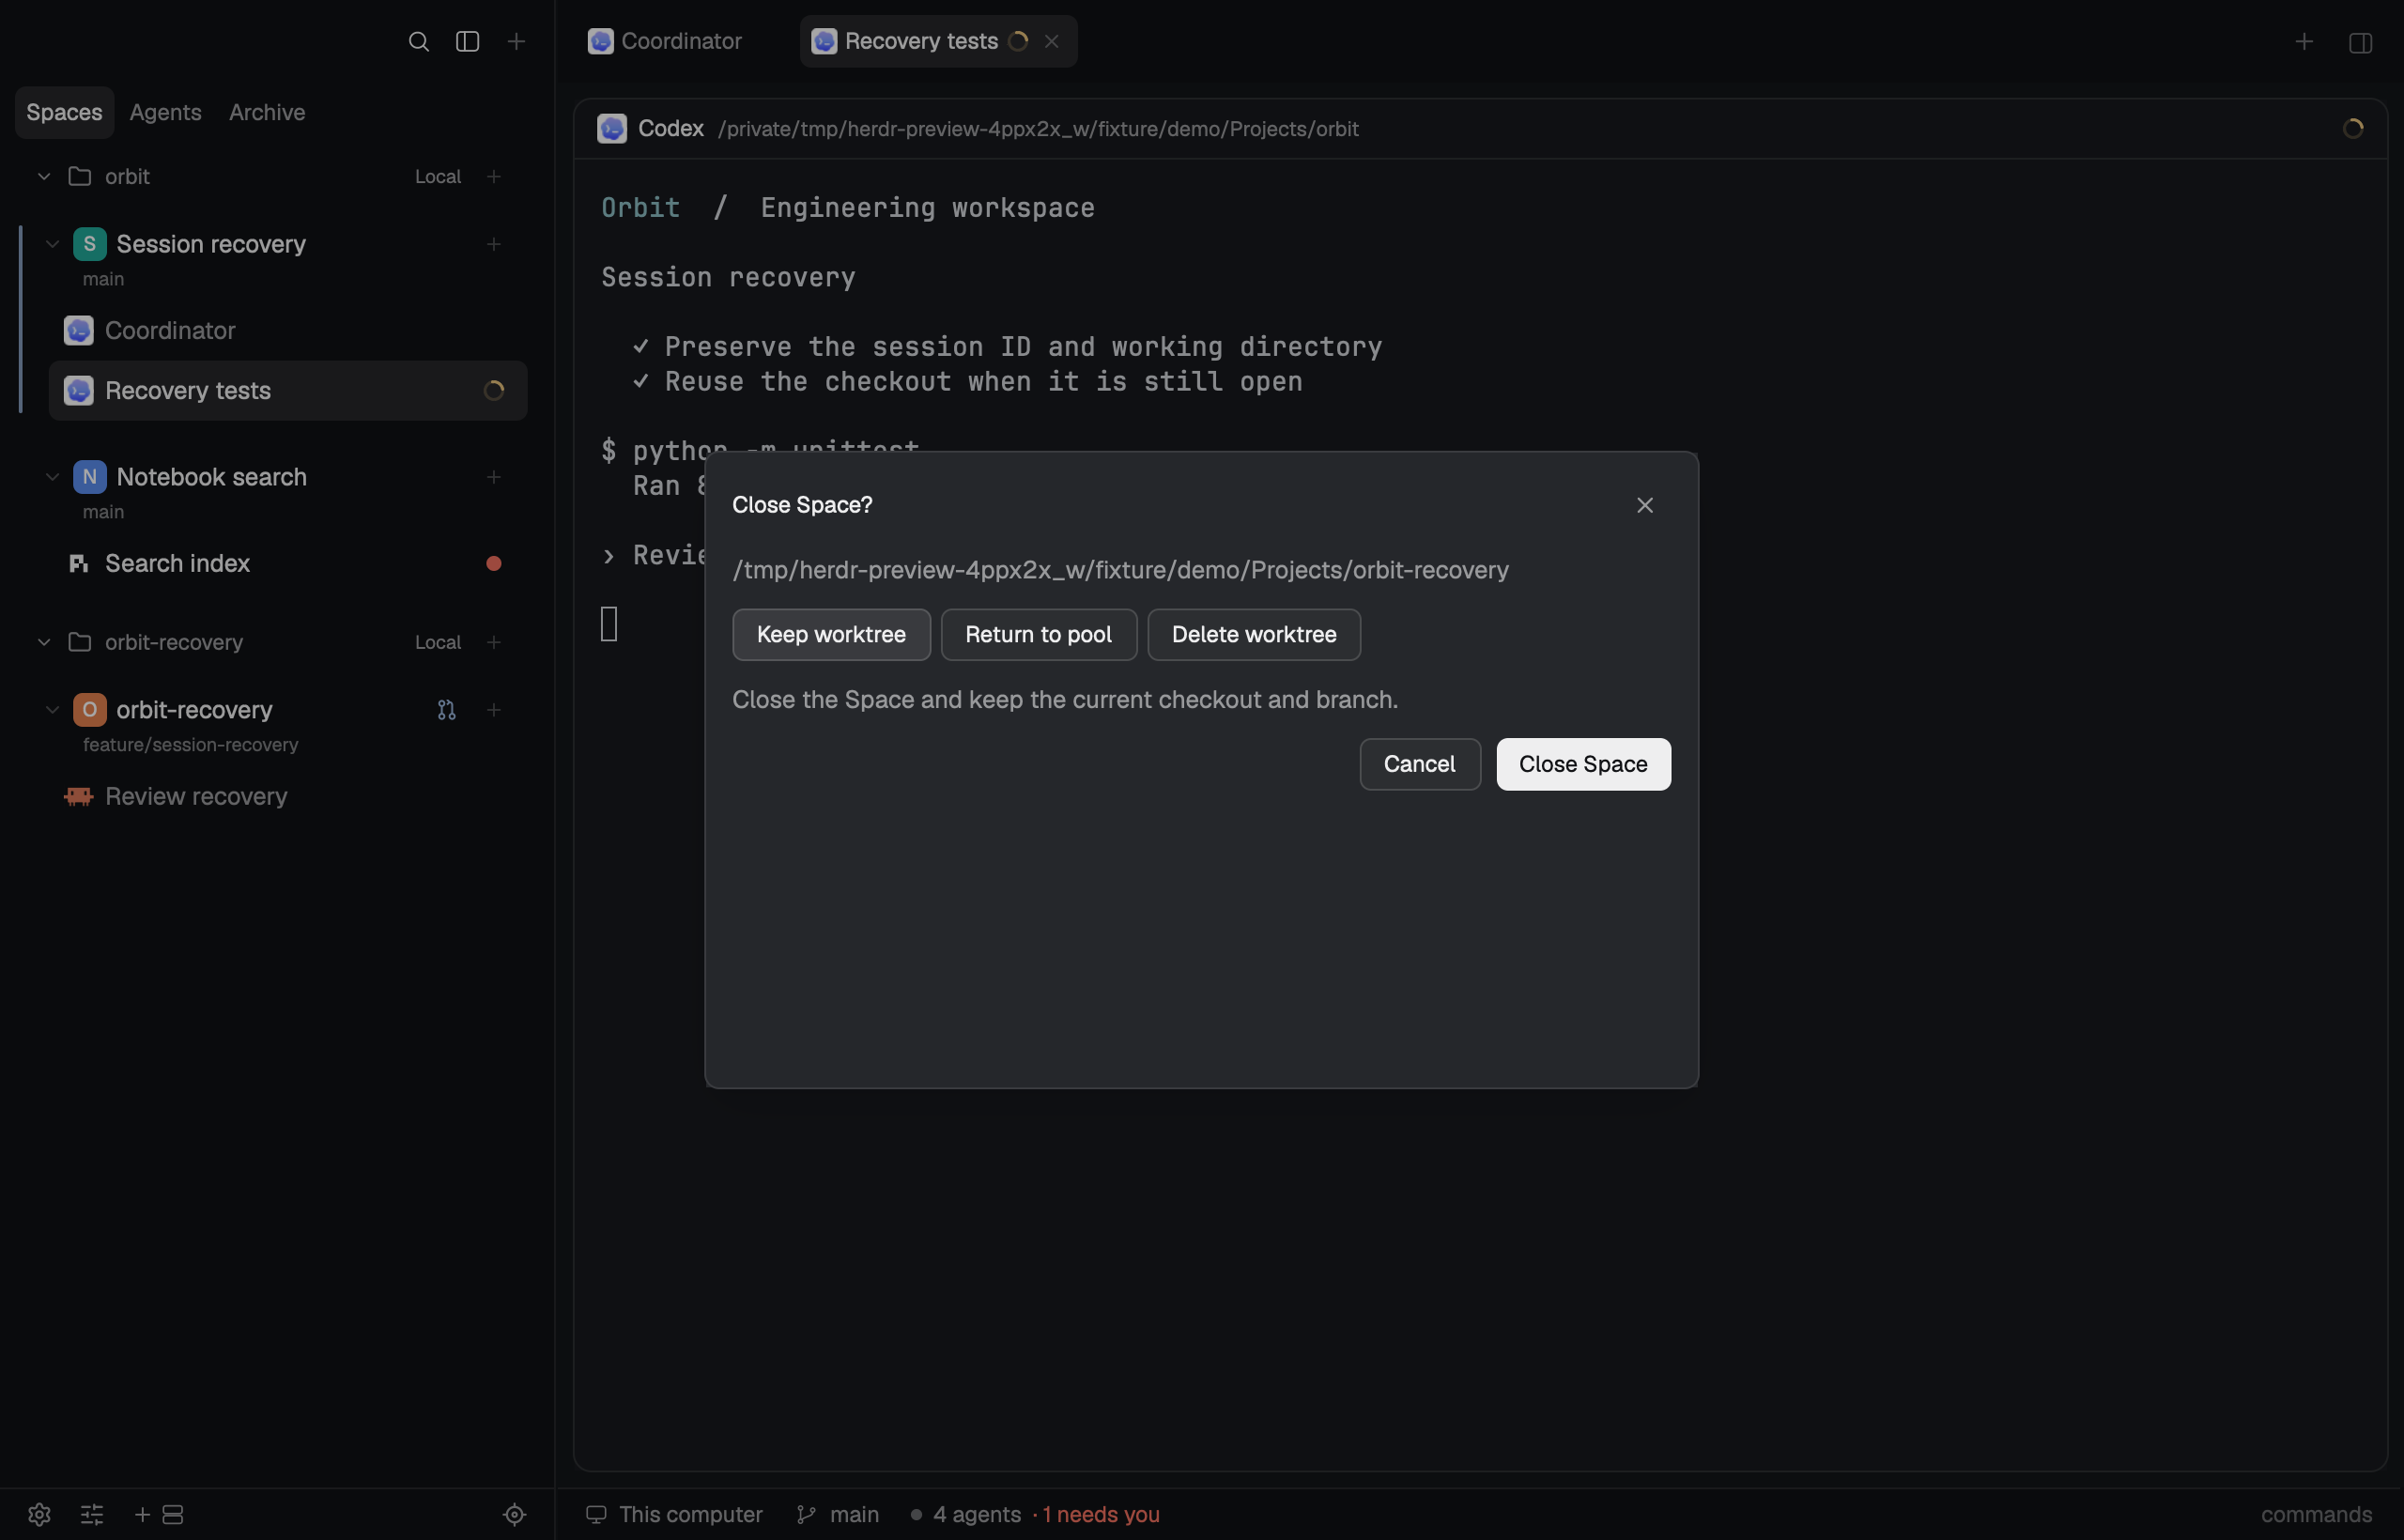 Coordinator
Recovery tests
Spaces
Agents
Archive
orbit
Local
S
Session recovery
main
Coordinator
Recovery tests
N
Notebook search
main
Search index
orbit-recovery
Local
O
orbit-recovery
feature/session-recovery
Review recovery
Codex /private/tmp/herdr-preview-4ppx2x_w/fixture/demo/Projects/orbit
Orbit / Engineering workspace
Session recovery
✓ Preserve the session ID and working directory
✓ Reuse the checkout when it is still open
$ python -m unittest
Ran
› Revie
Close Space?
/tmp/herdr-preview-4ppx2x_w/fixture/demo/Projects/orbit-recovery
Keep worktree
Return to pool
Delete worktree
Close the Space and keep the current checkout and branch.
Cancel
Close Space
This computer
main
4 agents · 1 needs you
commands